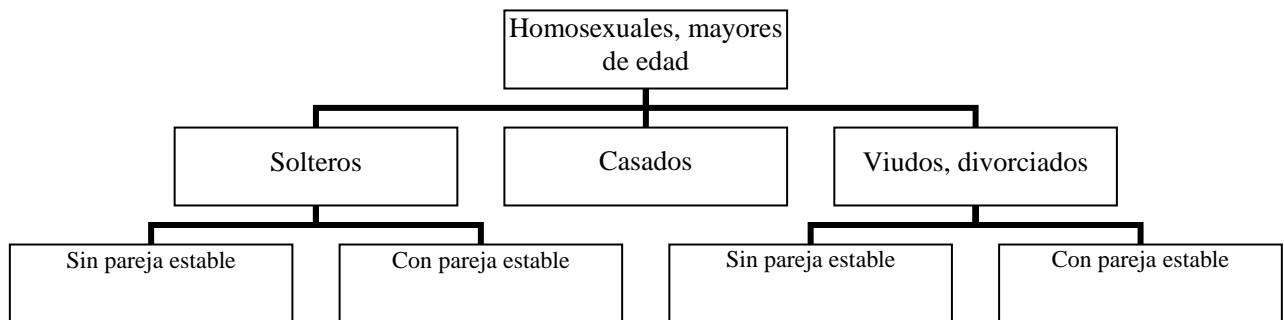 Homosexuales, mayores
de edad
Solteros
Casados
Viudos, divorciados
Sin pareja estable
Con pareja estable
Sin pareja estable
Con pareja estable